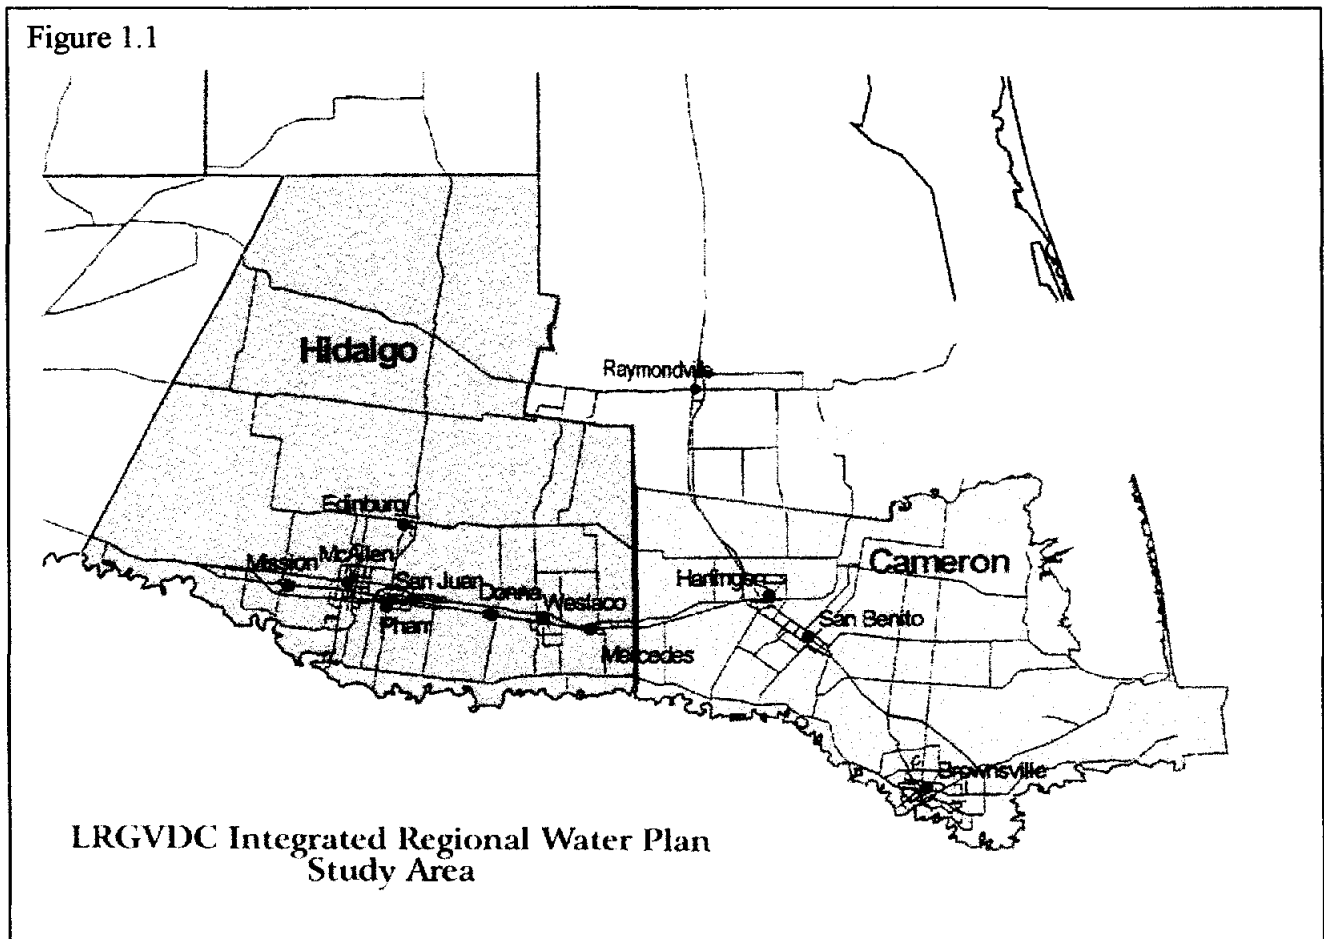 Figure 1.1
Hidalgo
Raymondville
Edinburg
Mission
McAllen
San Juan
Donna
Weslaco
Pharr
Mercedes
Harlingen
Cameron
San Benito
Brownsville
LRGVDC Integrated Regional Water Plan
Study Area